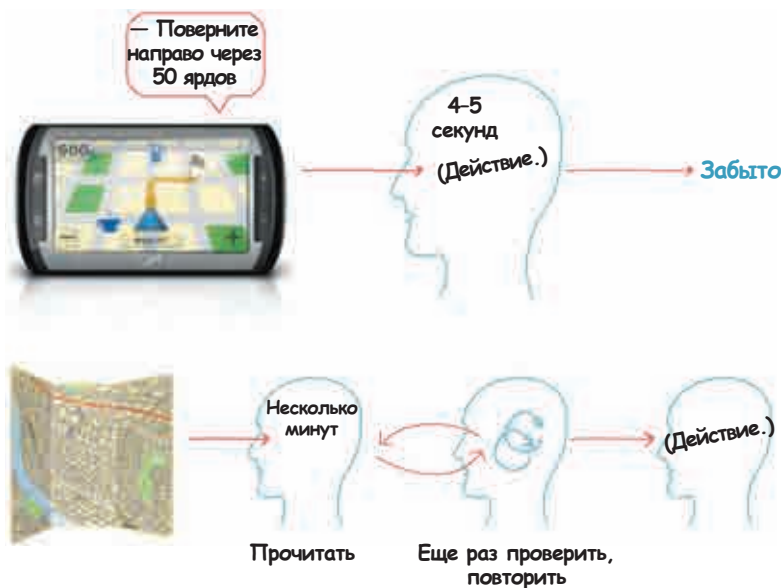 — Поверните
направо через
50 ярдов
4–5
секунд
(Действие.)
Забыто
Несколько
минут
(Действие.)
Прочитать
Еще раз проверить,
повторить